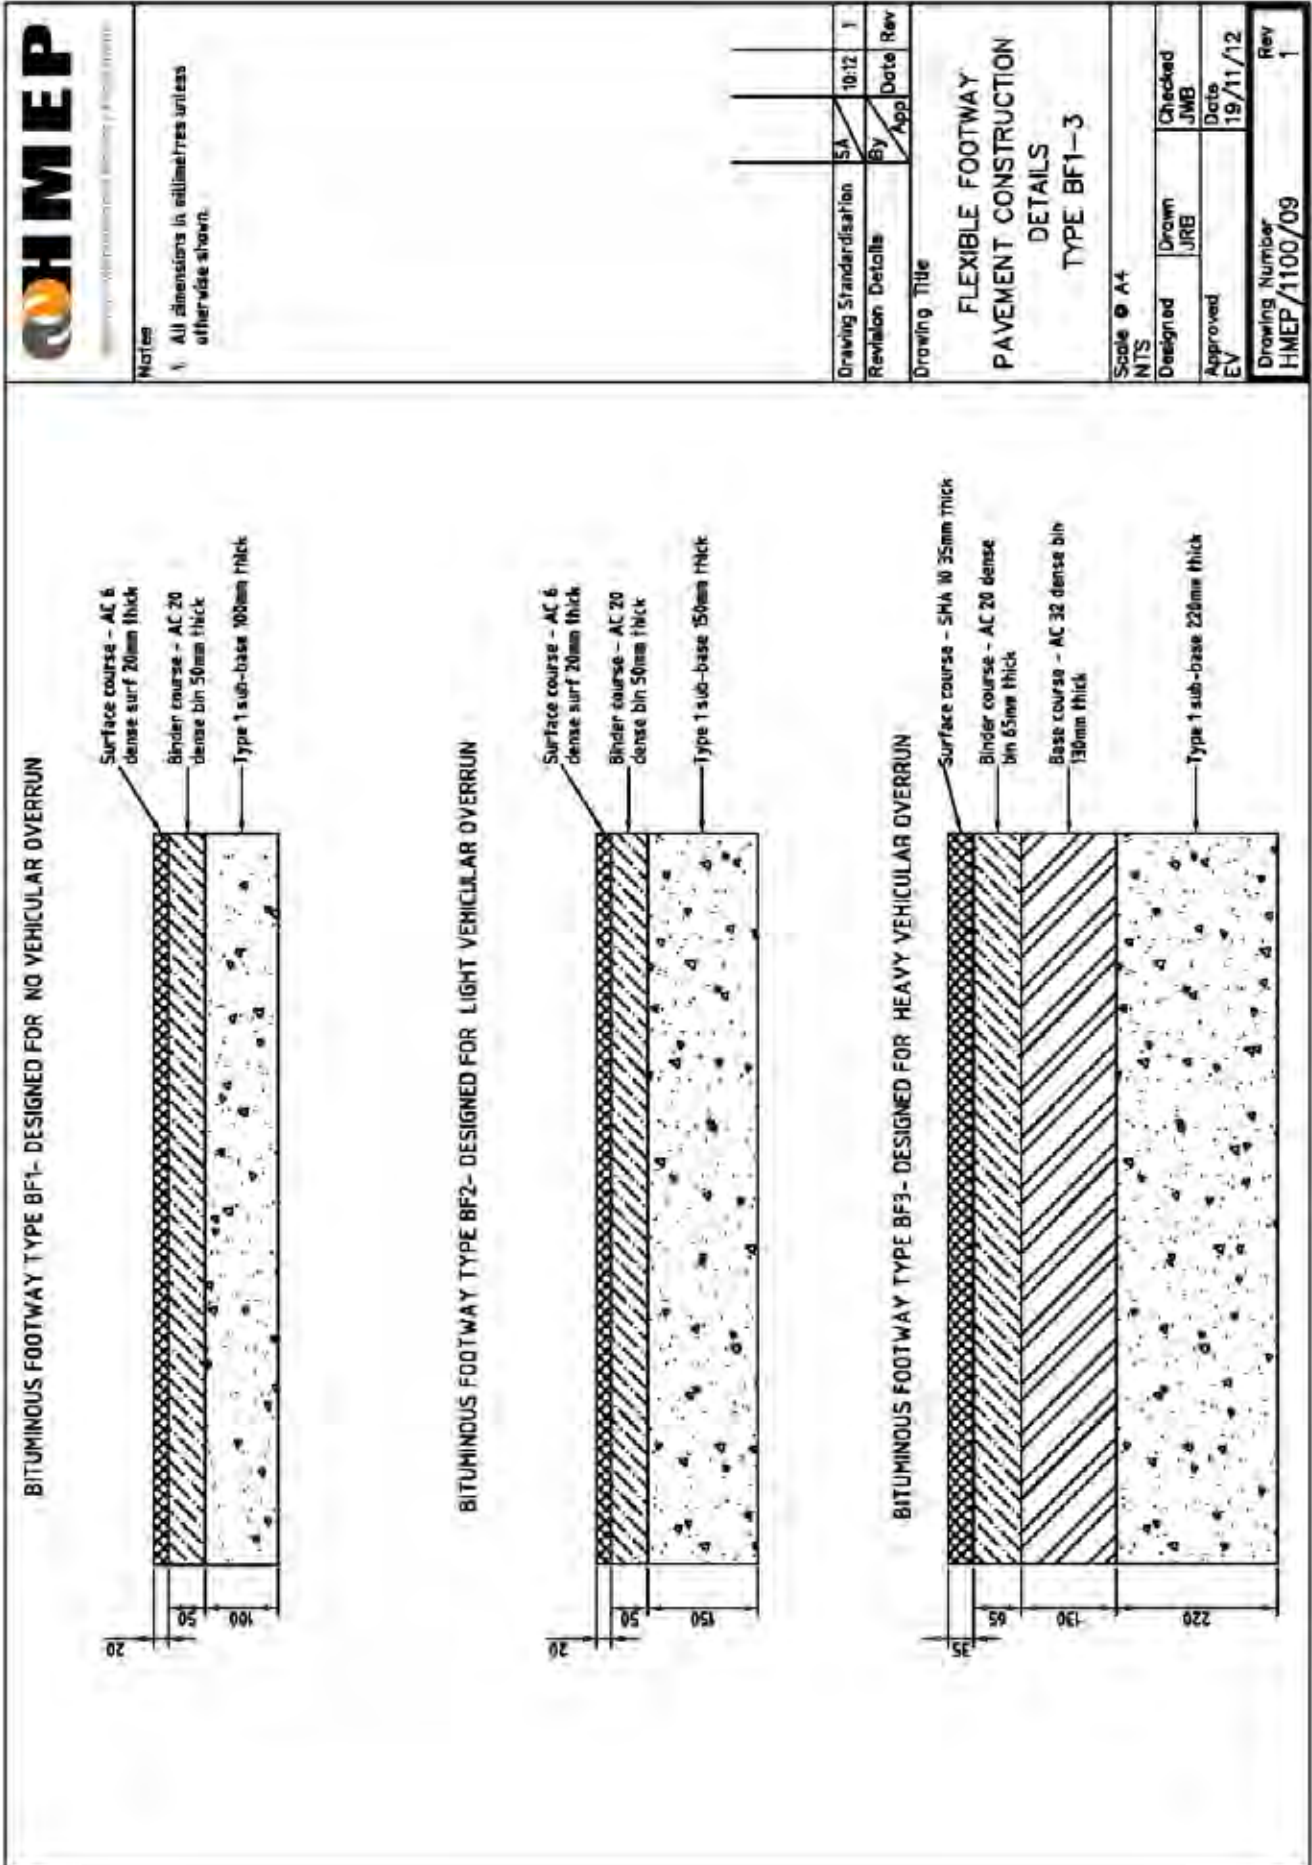 BITUMINOUS FOOTWAY TYPE BF1- DESIGNED FOR NO VEHICULAR OVERRUN
Surface course - AC 6
dense surf 20mm thick
Binder course - AC 20
dense bin 50mm thick
Type 1 sub-base 100mm thick
20
50
100
BITUMINOUS FOOTWAY TYPE BF2- DESIGNED FOR LIGHT VEHICULAR OVERRUN
Surface course - AC 6
dense surf 20mm thick
Binder course - AC 20
dense bin 50mm thick
Type 1 sub-base 150mm thick
20
50
150
BITUMINOUS FOOTWAY TYPE BF3- DESIGNED FOR HEAVY VEHICULAR OVERRUN
Surface course - SMA 10 35mm thick
Binder course - AC 20 dense
bin 65mm thick
Base course - AC 32 dense bin
130mm thick
Type 1 sub-base 220mm thick
35
65
130
220
HMEP
Notes
1. All dimensions in millimetres unless
otherwise shown.
Drawing Standardisation SA 10:12 1
Revision Details By App Date Rev
Drawing Title
FLEXIBLE FOOTWAY
PAVEMENT CONSTRUCTION
DETAILS
TYPE BF1-3
Scale @ A4
NTS
Designed Drawn Checked
JRB JWB
Approved Date
EV 19/11/12
Drawing Number Rev
HMEP/1100/09 1